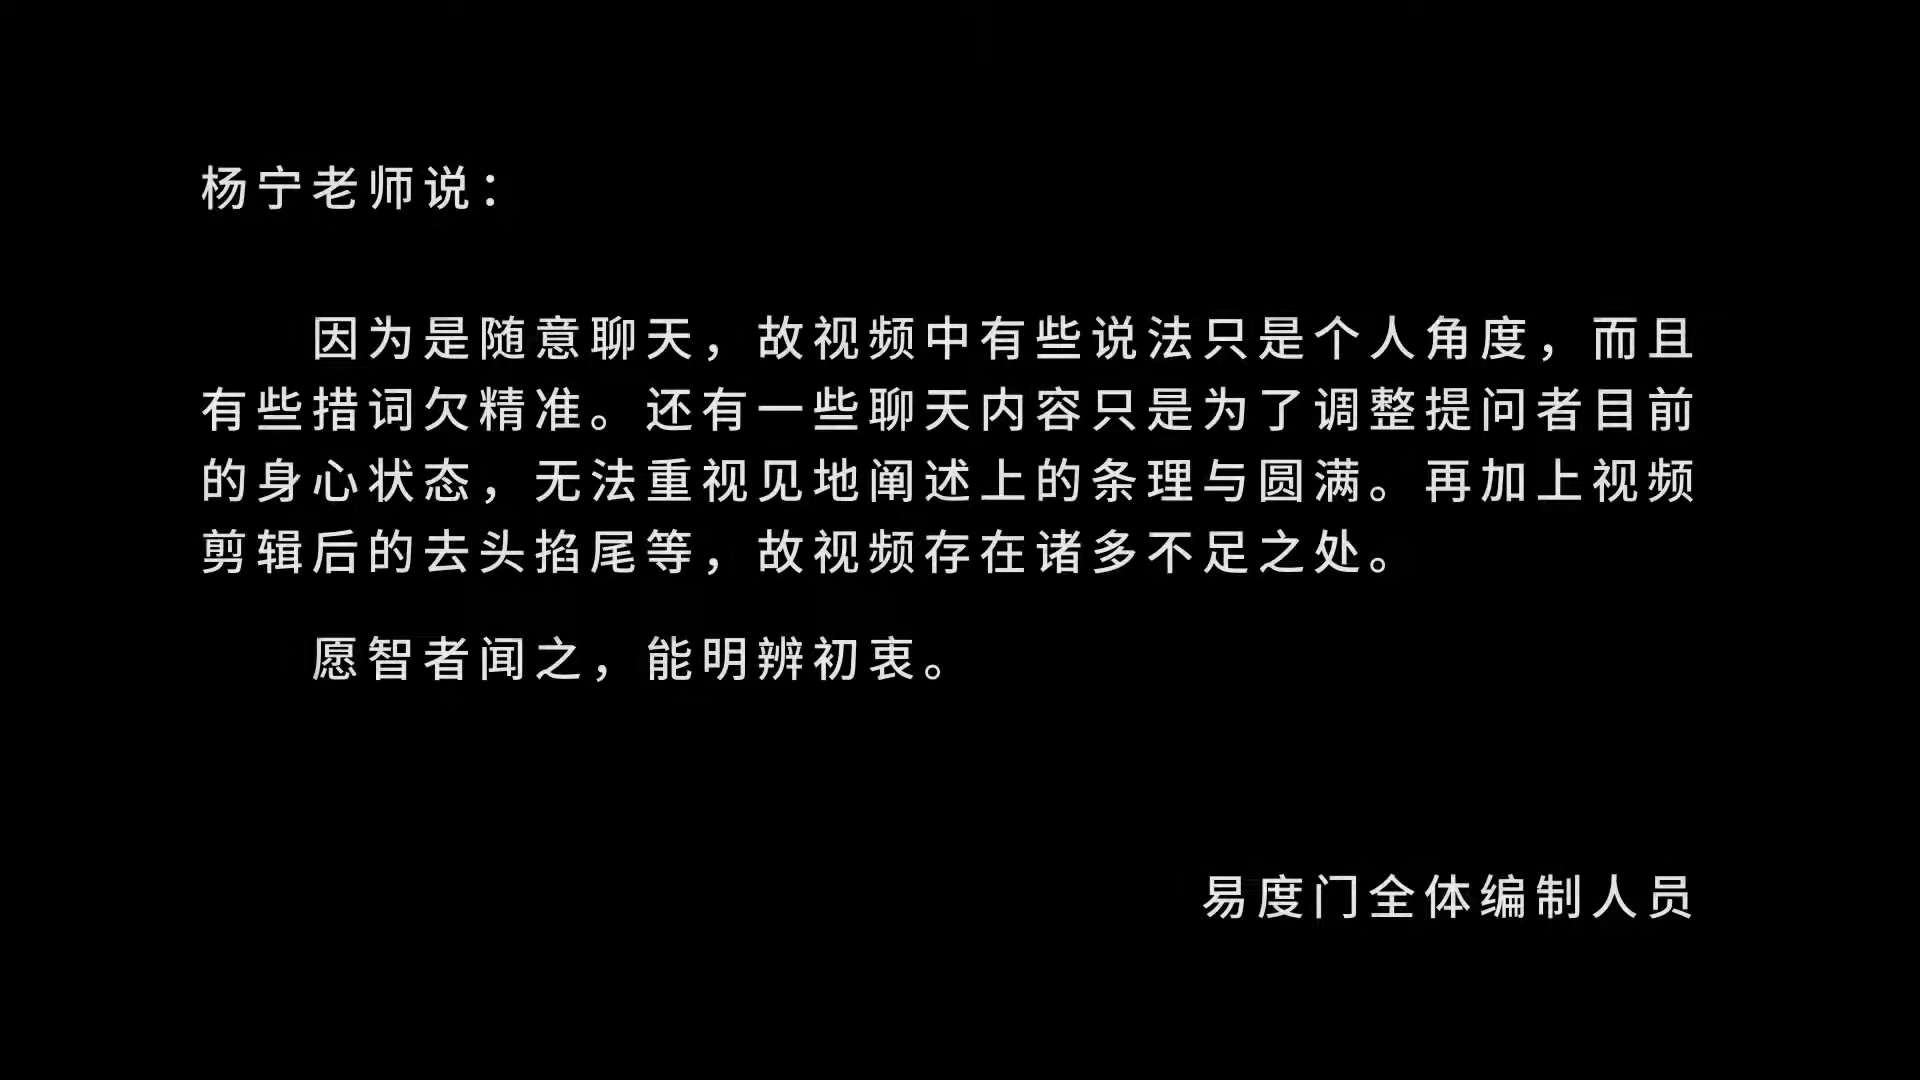 杨宁老师说：
因为是随意聊天，故视频中有些说法只是个人角度，而且
有些措词欠精准。还有一些聊天内容只是为了调整提问者目前
的身心状态，无法重视见地阐述上的条理与圆满。再加上视频
剪辑后的去头掐尾等，故视频存在诸多不足之处。
愿智者闻之，能明辨初衷。
易度门全体编制人员